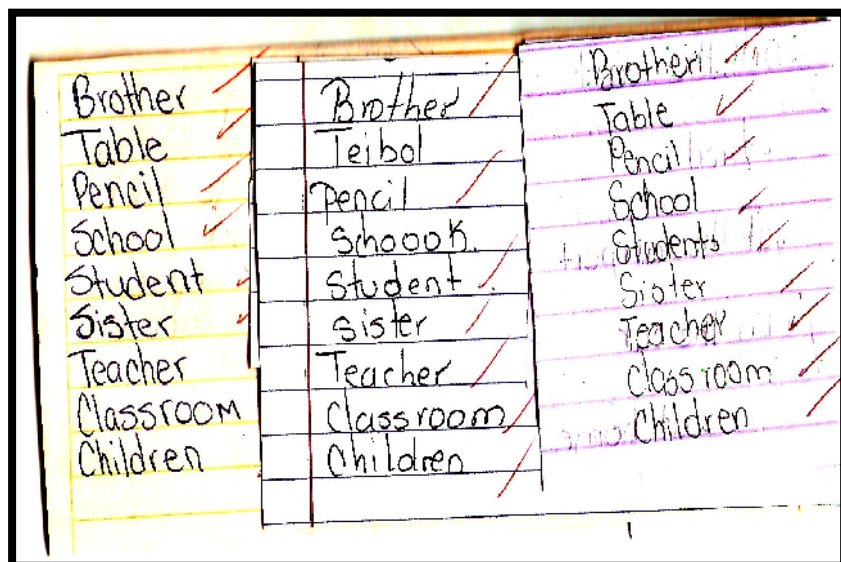 Brother
Table
Pencil
School
Student
Sister
Teacher
Classroom
Children
Brother
Teibol
Pencil
Schoook.
Student.
Sister
Teacher
Classroom
Children
Brother
Table
Pencil
School
Students
Sister
Teacher
Classroom
Children